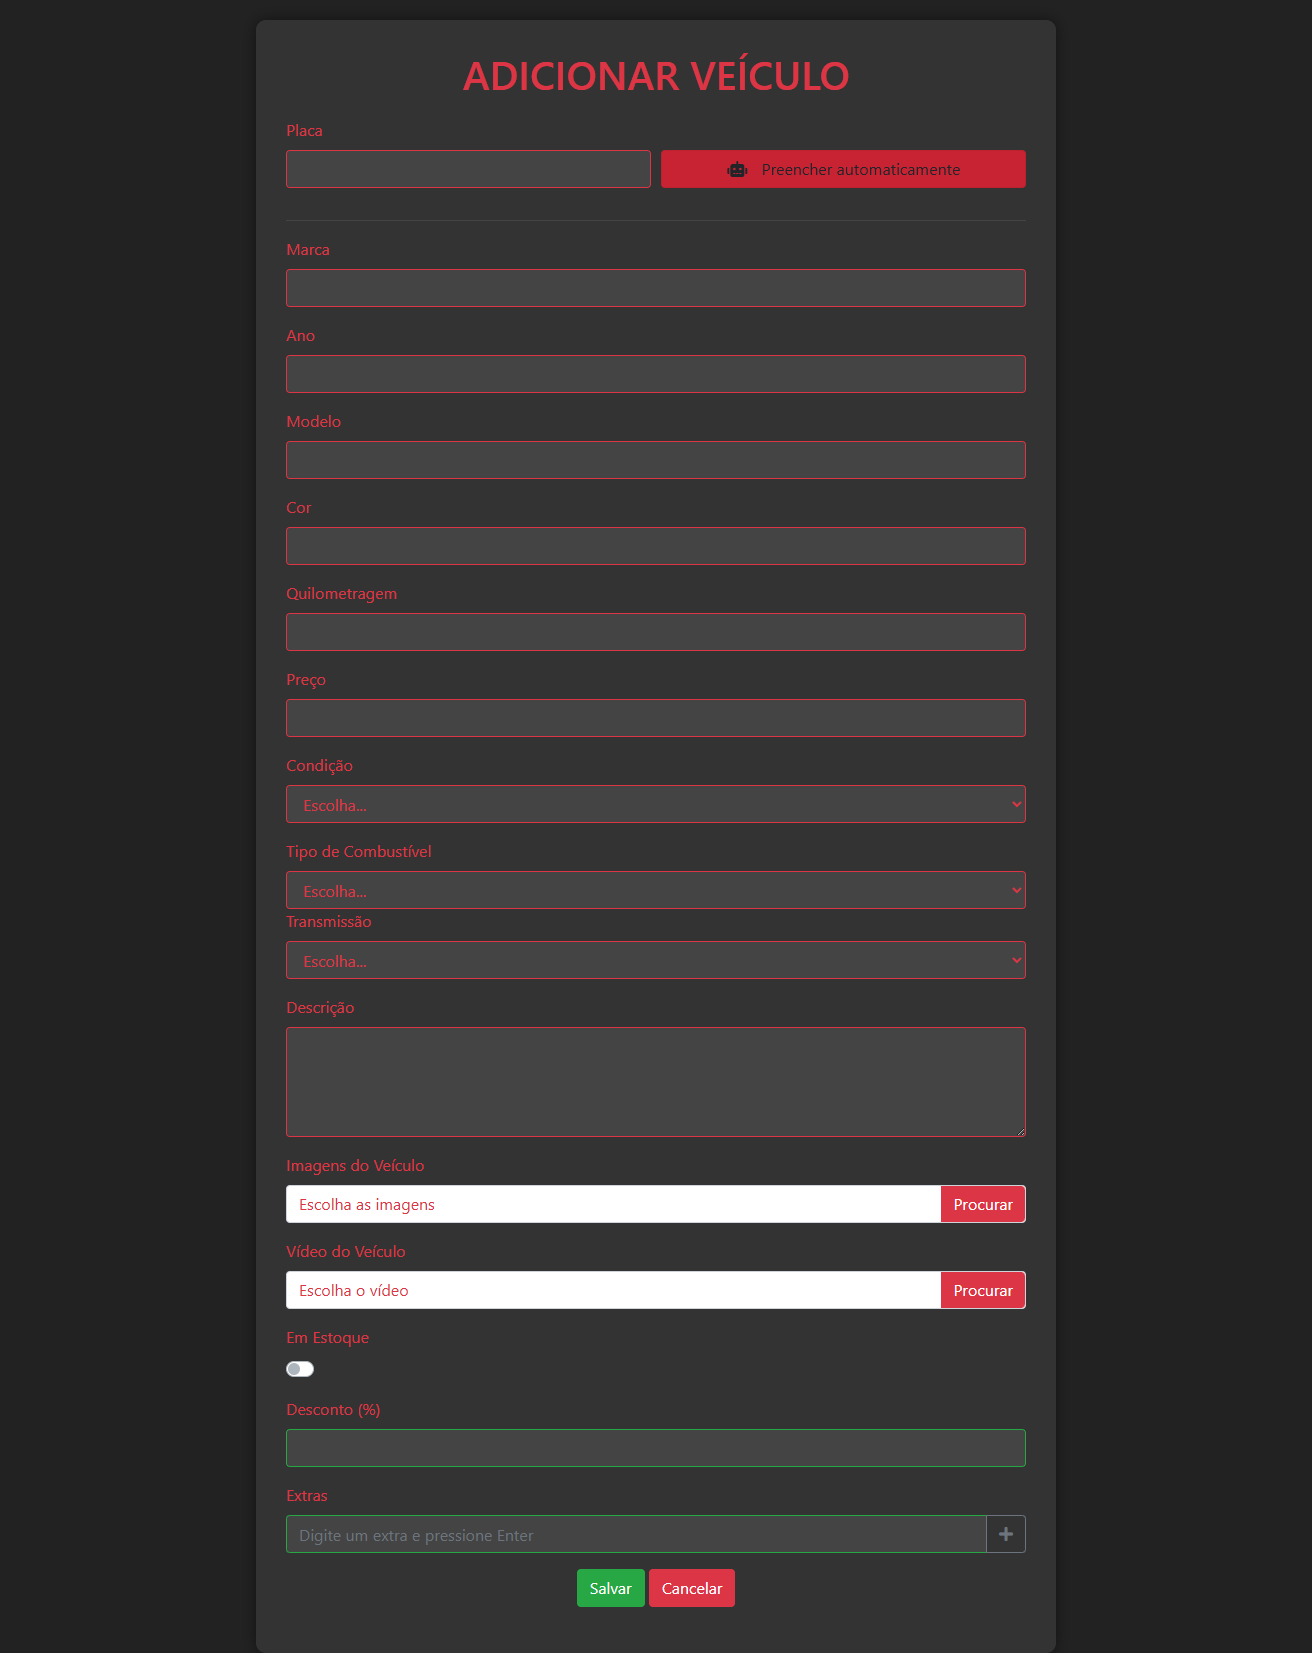 ADICIONAR VEÍCULO
Placa
Preencher automaticamente
Marca
Ano
Modelo
Cor
Quilometragem
Preço
Condição
Escolha...
Tipo de Combustível
Escolha...
Transmissão
Escolha...
Descrição
Imagens do Veículo
Escolha as imagens Procurar
Vídeo do Veículo
Escolha o vídeo Procurar
Em Estoque
Desconto (%)
Extras
Digite um extra e pressione Enter
Salvar Cancelar